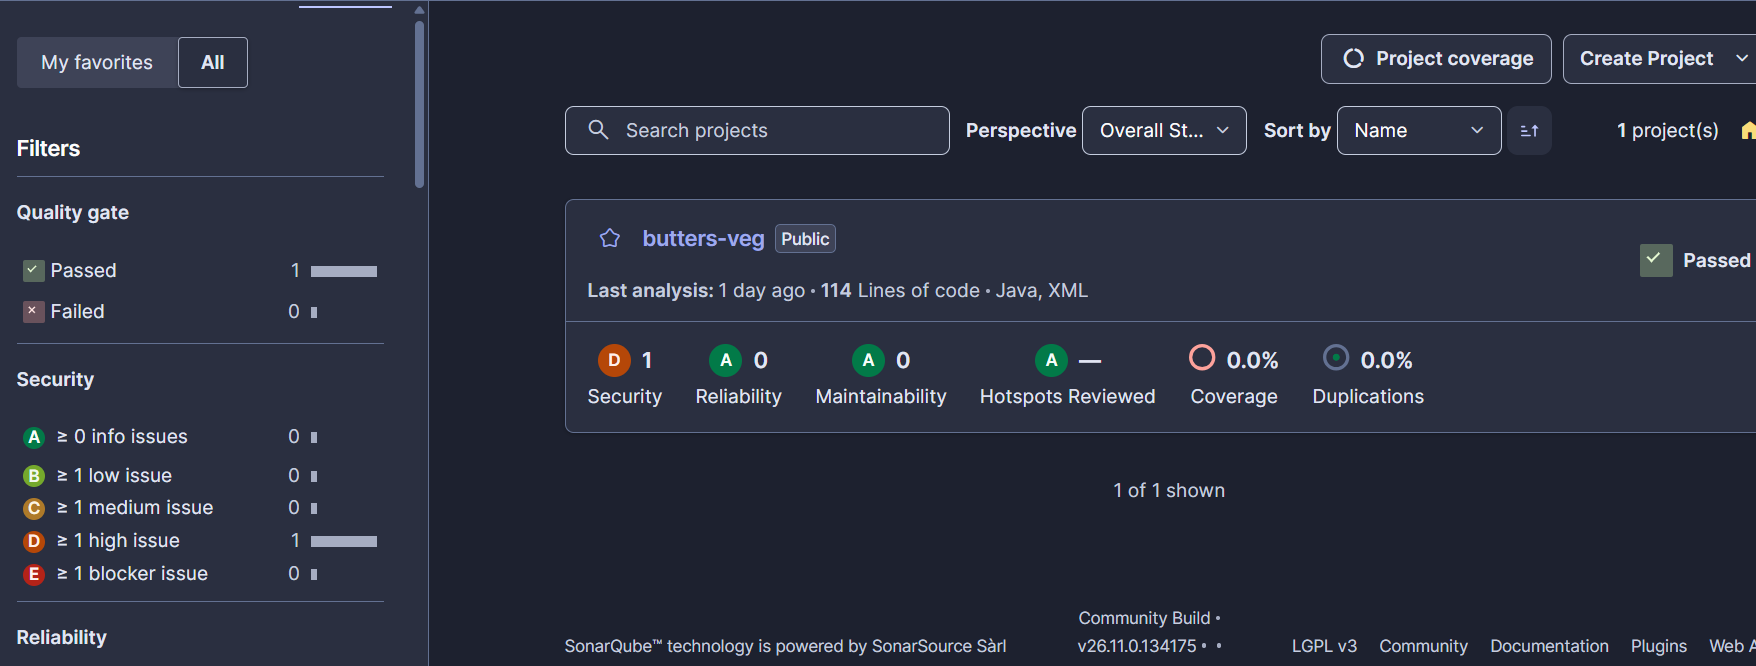 My favorites
All
Filters
Quality gate
Passed 1
Failed 0
Security
A ≥ 0 info issues 0
B ≥ 1 low issue 0
C ≥ 1 medium issue 0
D ≥ 1 high issue 1
E ≥ 1 blocker issue 0
Reliability
Project coverage
Create Project
Search projects
Perspective
Overall St...
Sort by
Name
1 project(s)
butters-veg
Public
Passed
Last analysis: 1 day ago • 114 Lines of code • Java, XML
D 1
Security
A 0
Reliability
A 0
Maintainability
A —
Hotspots Reviewed
0.0%
Coverage
0.0%
Duplications
1 of 1 shown
SonarQube™ technology is powered by SonarSource Sàrl
Community Build •
v26.11.0.134175 • •
LGPL v3
Community
Documentation
Plugins
Web A